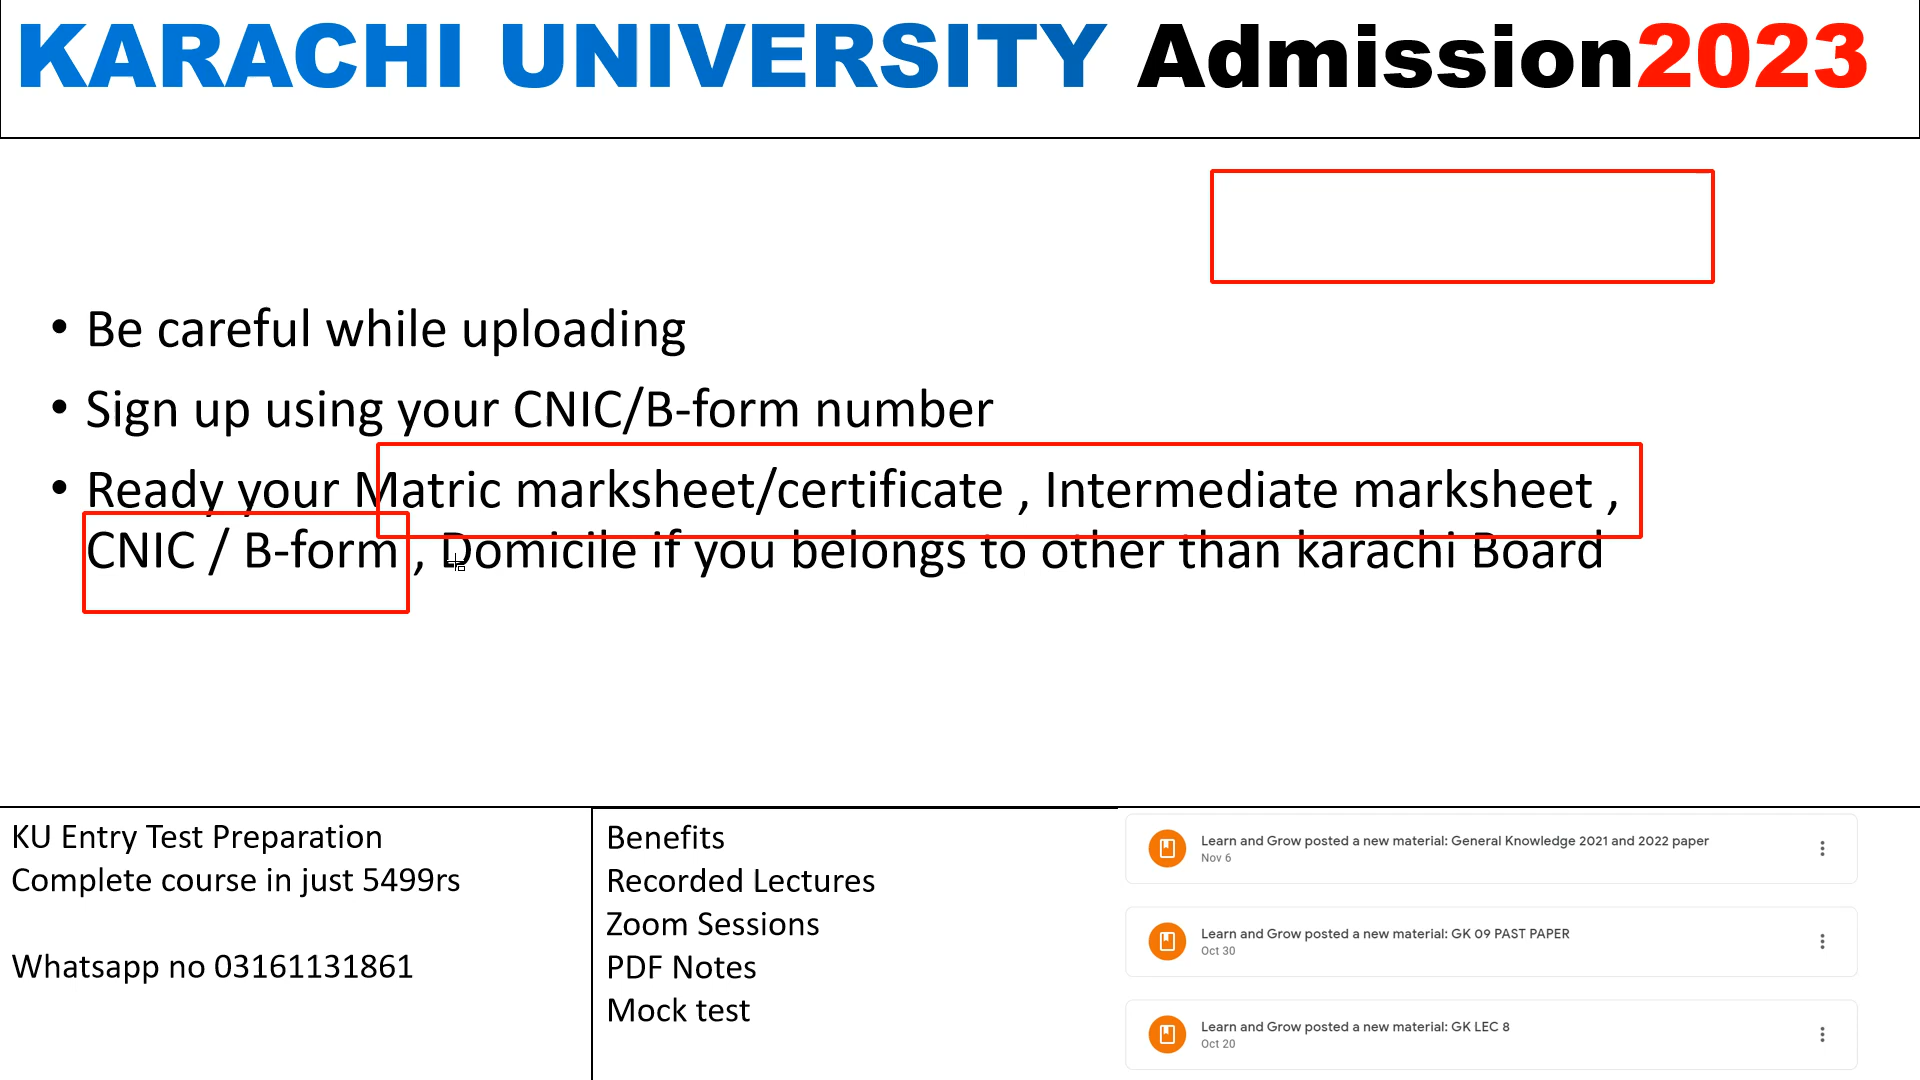 KARACHI UNIVERSITY Admission2023
• Be careful while uploading
• Sign up using your CNIC/B-form number
• Ready your Matric marksheet/certificate , Intermediate marksheet ,
CNIC / B-form , Domicile if you belongs to other than karachi Board
KU Entry Test Preparation
Complete course in just 5499rs
Whatsapp no 03161131861
Benefits
Recorded Lectures
Zoom Sessions
PDF Notes
Mock test
Learn and Grow posted a new material: General Knowledge 2021 and 2022 paper
Nov 6
Learn and Grow posted a new material: GK 09 PAST PAPER
Oct 30
Learn and Grow posted a new material: GK LEC 8
Oct 20